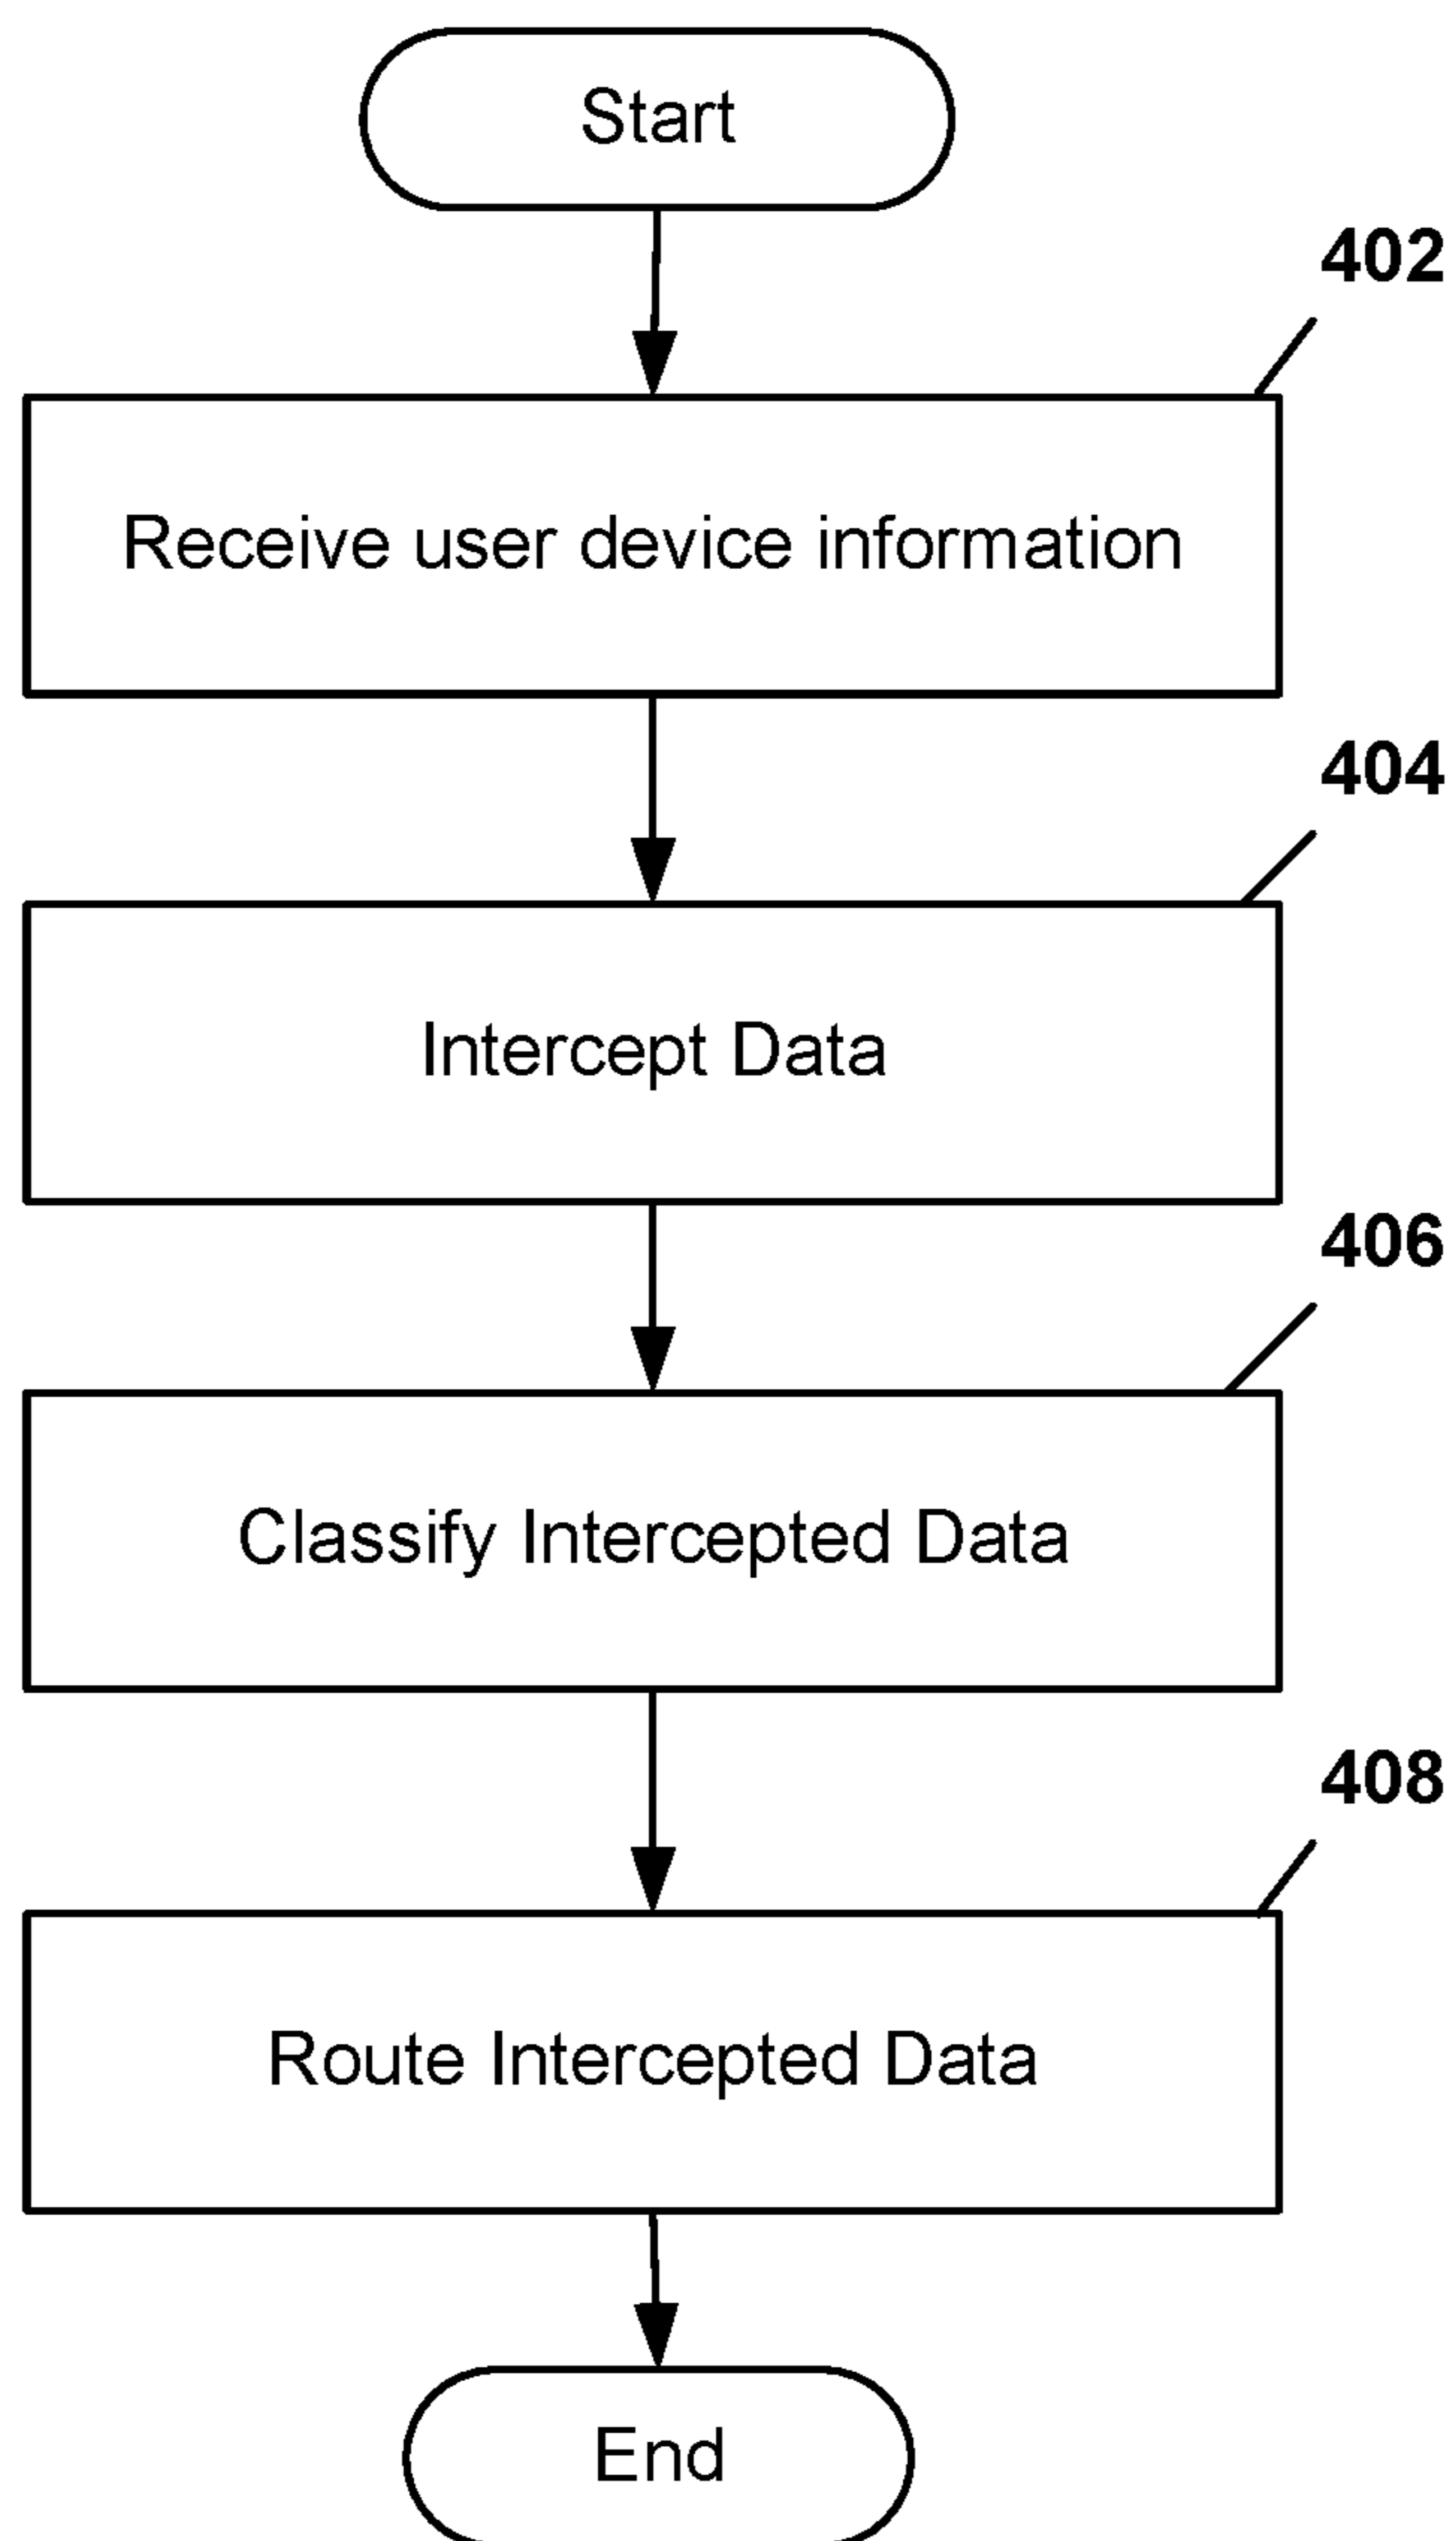 Start
402
Receive user device information
404
Intercept Data
406
Classify Intercepted Data
408
Route Intercepted Data
End